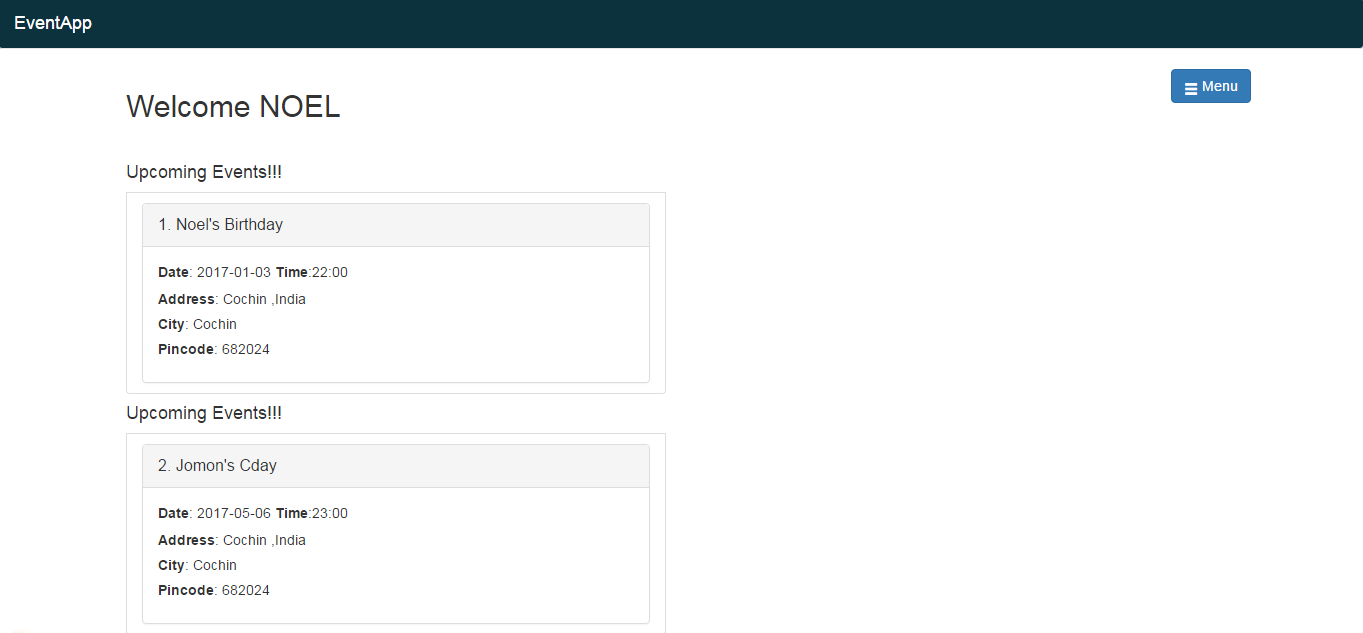 EventApp
Menu
Welcome NOEL
Upcoming Events!!!
1. Noel's Birthday
Date: 2017-01-03 Time:22:00
Address: Cochin ,India
City: Cochin
Pincode: 682024
Upcoming Events!!!
2. Jomon's Cday
Date: 2017-05-06 Time:23:00
Address: Cochin ,India
City: Cochin
Pincode: 682024